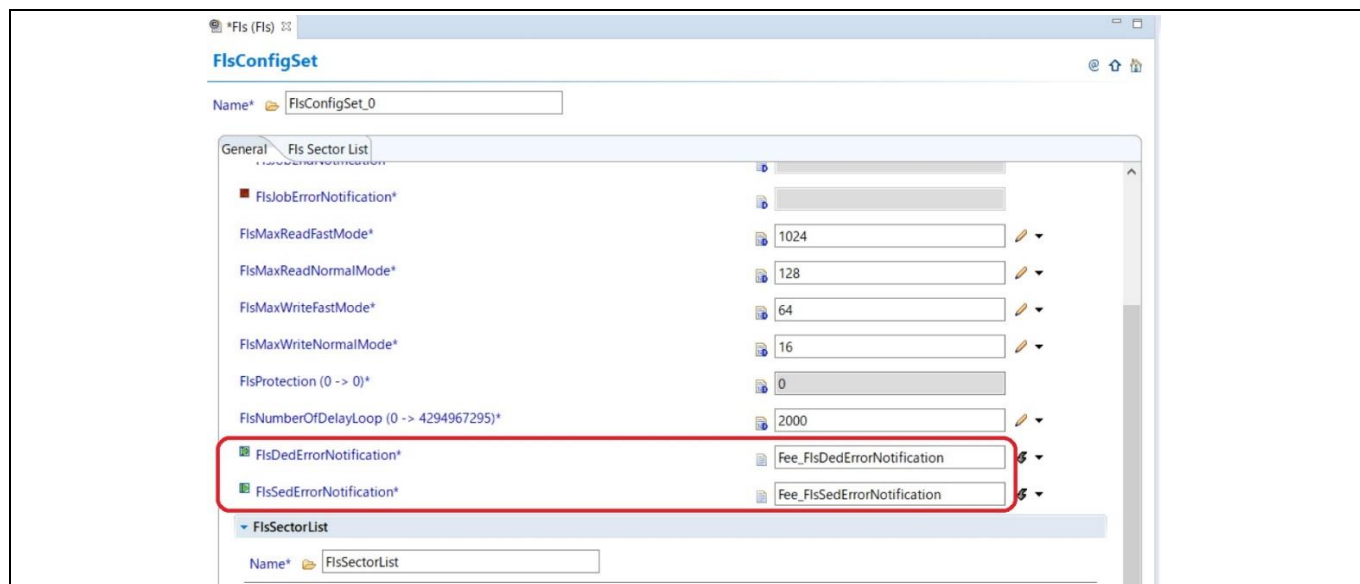 *Fls (Fls)
FlsConfigSet
Name* FlsConfigSet_0
General Fls Sector List
FlsJobEndNotification*
FlsJobErrorNotification*
FlsMaxReadFastMode* 1024
FlsMaxReadNormalMode* 128
FlsMaxWriteFastMode* 64
FlsMaxWriteNormalMode* 16
FlsProtection (0 -> 0)* 0
FlsNumberOfDelayLoop (0 -> 4294967295)* 2000
FlsDedErrorNotification* Fee_FlsDedErrorNotification
FlsSedErrorNotification* Fee_FlsSedErrorNotification
FlsSectorList
Name* FlsSectorList